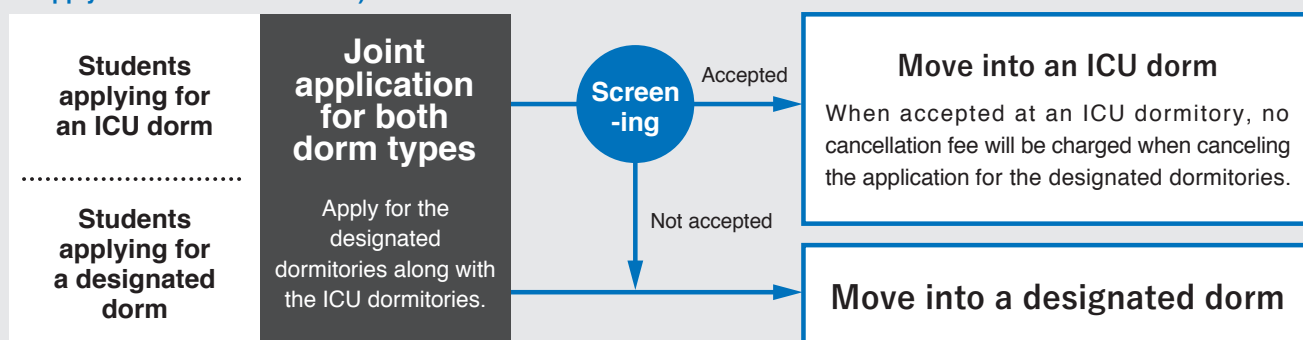 Students
applying for
an ICU dorm
Students
applying for
a designated
dorm
Joint
application
for both
dorm types
Apply for the
designated
dormitories along with
the ICU dormitories.
Screen
-ing
Accepted
Not accepted
Move into an ICU dorm
When accepted at an ICU dormitory, no
cancellation fee will be charged when canceling
the application for the designated dormitories.
Move into a designated dorm